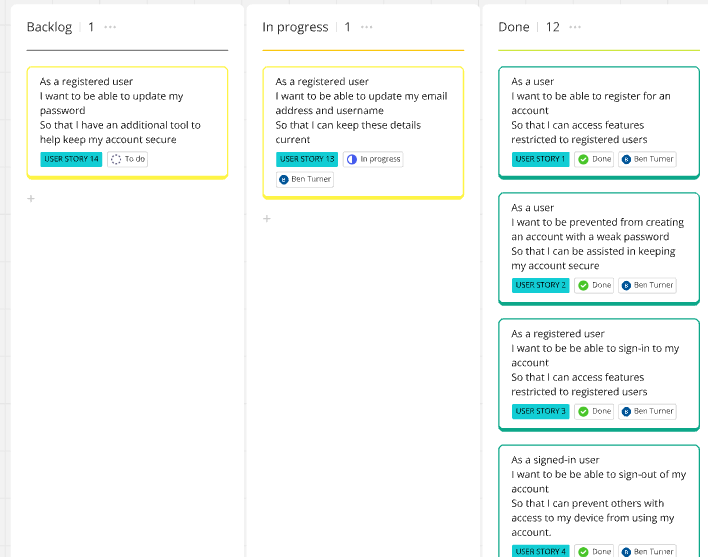 Backlog 1 ...
As a registered user
I want to be able to update my
password
So that I have an additional tool to
help keep my account secure
USER STORY 14 To do
+
In progress 1 ...
As a registered user
I want to be able to update my email
address and username
So that I can keep these details
current
USER STORY 13 In progress
B Ben Turner
+
Done 12 ...
As a user
I want to be able to register for an
account
So that I can access features
restricted to registered users
USER STORY 1 Done B Ben Turner
As a user
I want to be prevented from creating
an account with a weak password
So that I can be assisted in keeping
my account secure
USER STORY 2 Done B Ben Turner
As a registered user
I want to be be able to sign-in to my
account
So that I can access features
restricted to registered users
USER STORY 3 Done B Ben Turner
As a signed-in user
I want to be be able to sign-out of my
account
So that I can prevent others with
access to my device from using my
account.
USER STORY 4 Done B Ben Turner